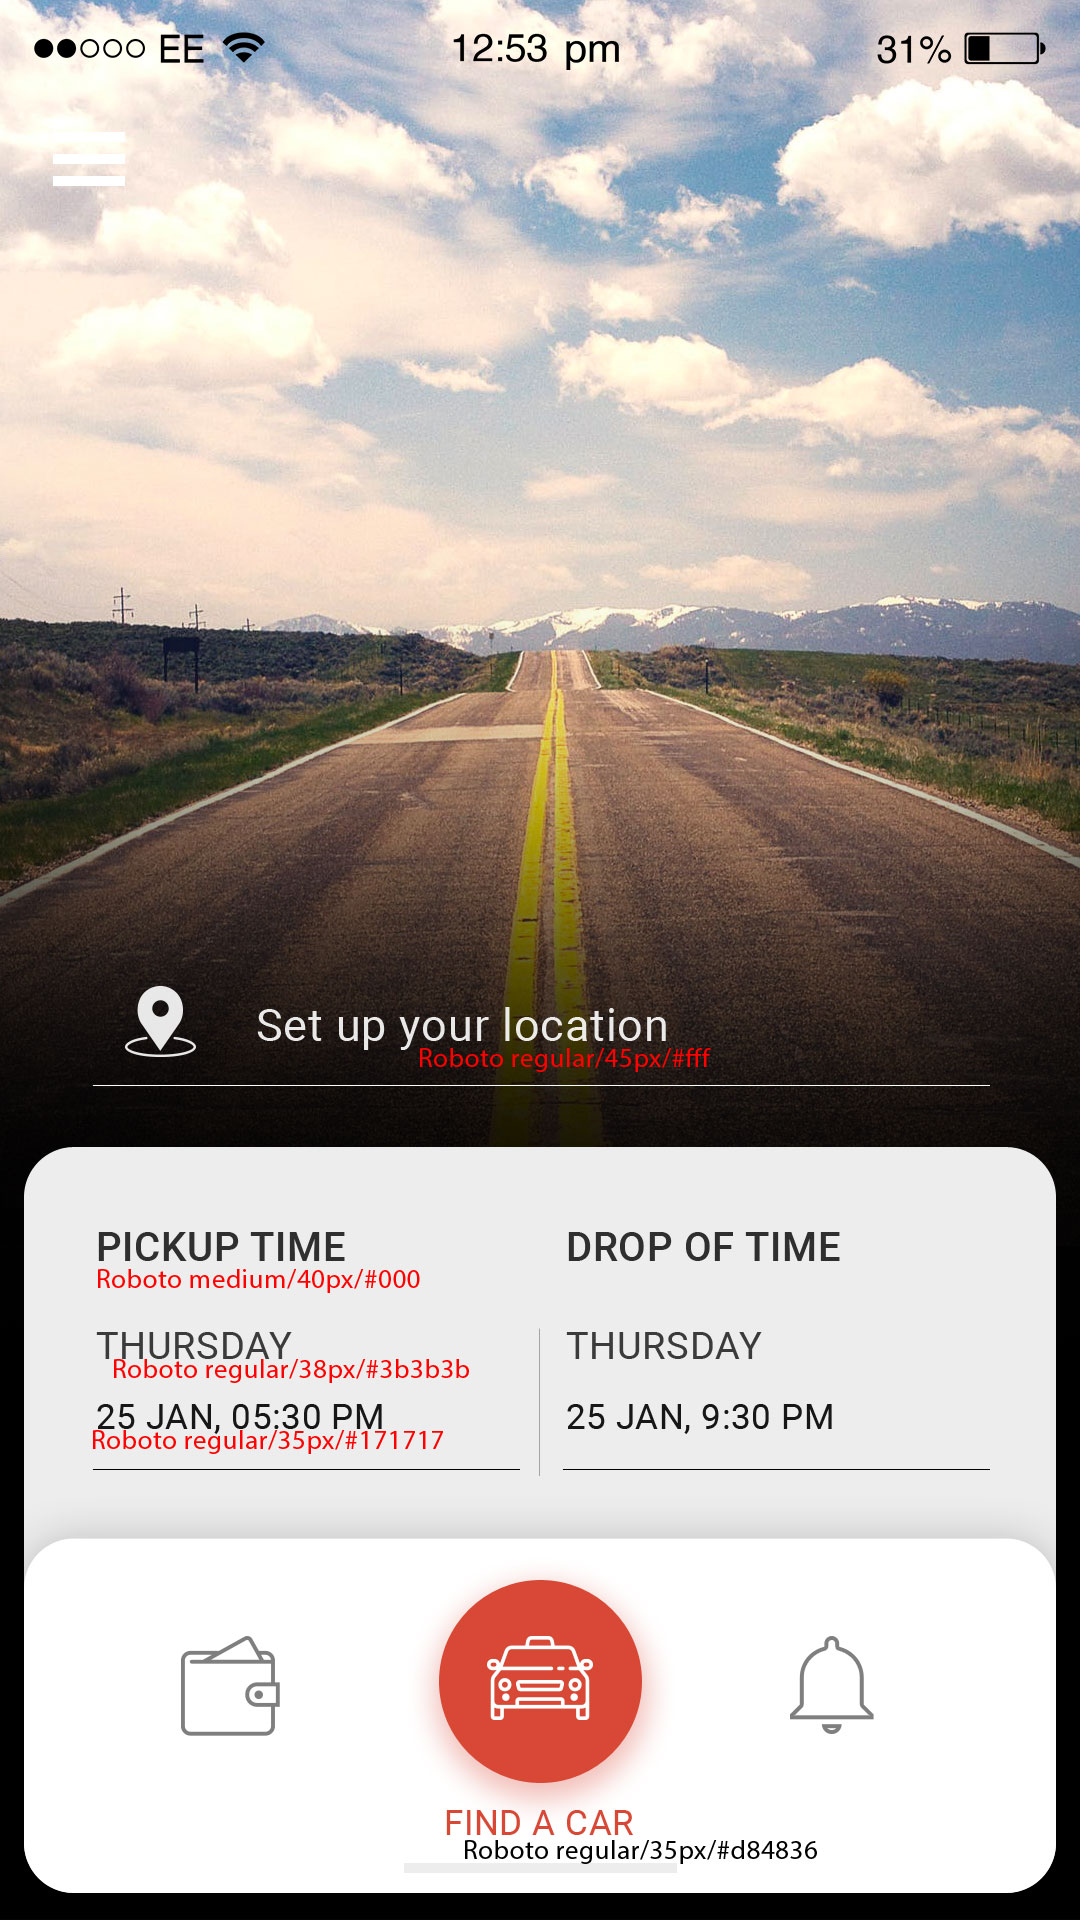 EE 12:53 pm 31%
Set up your location
Roboto regular/45px/#fff
PICKUP TIME DROP OF TIME
Roboto medium/40px/#000
THURSDAY THURSDAY
Roboto regular/38px/#3b3b3b
25 JAN, 05:30 PM 25 JAN, 9:30 PM
Roboto regular/35px/#171717
FIND A CAR
Roboto regular/35px/#d84836